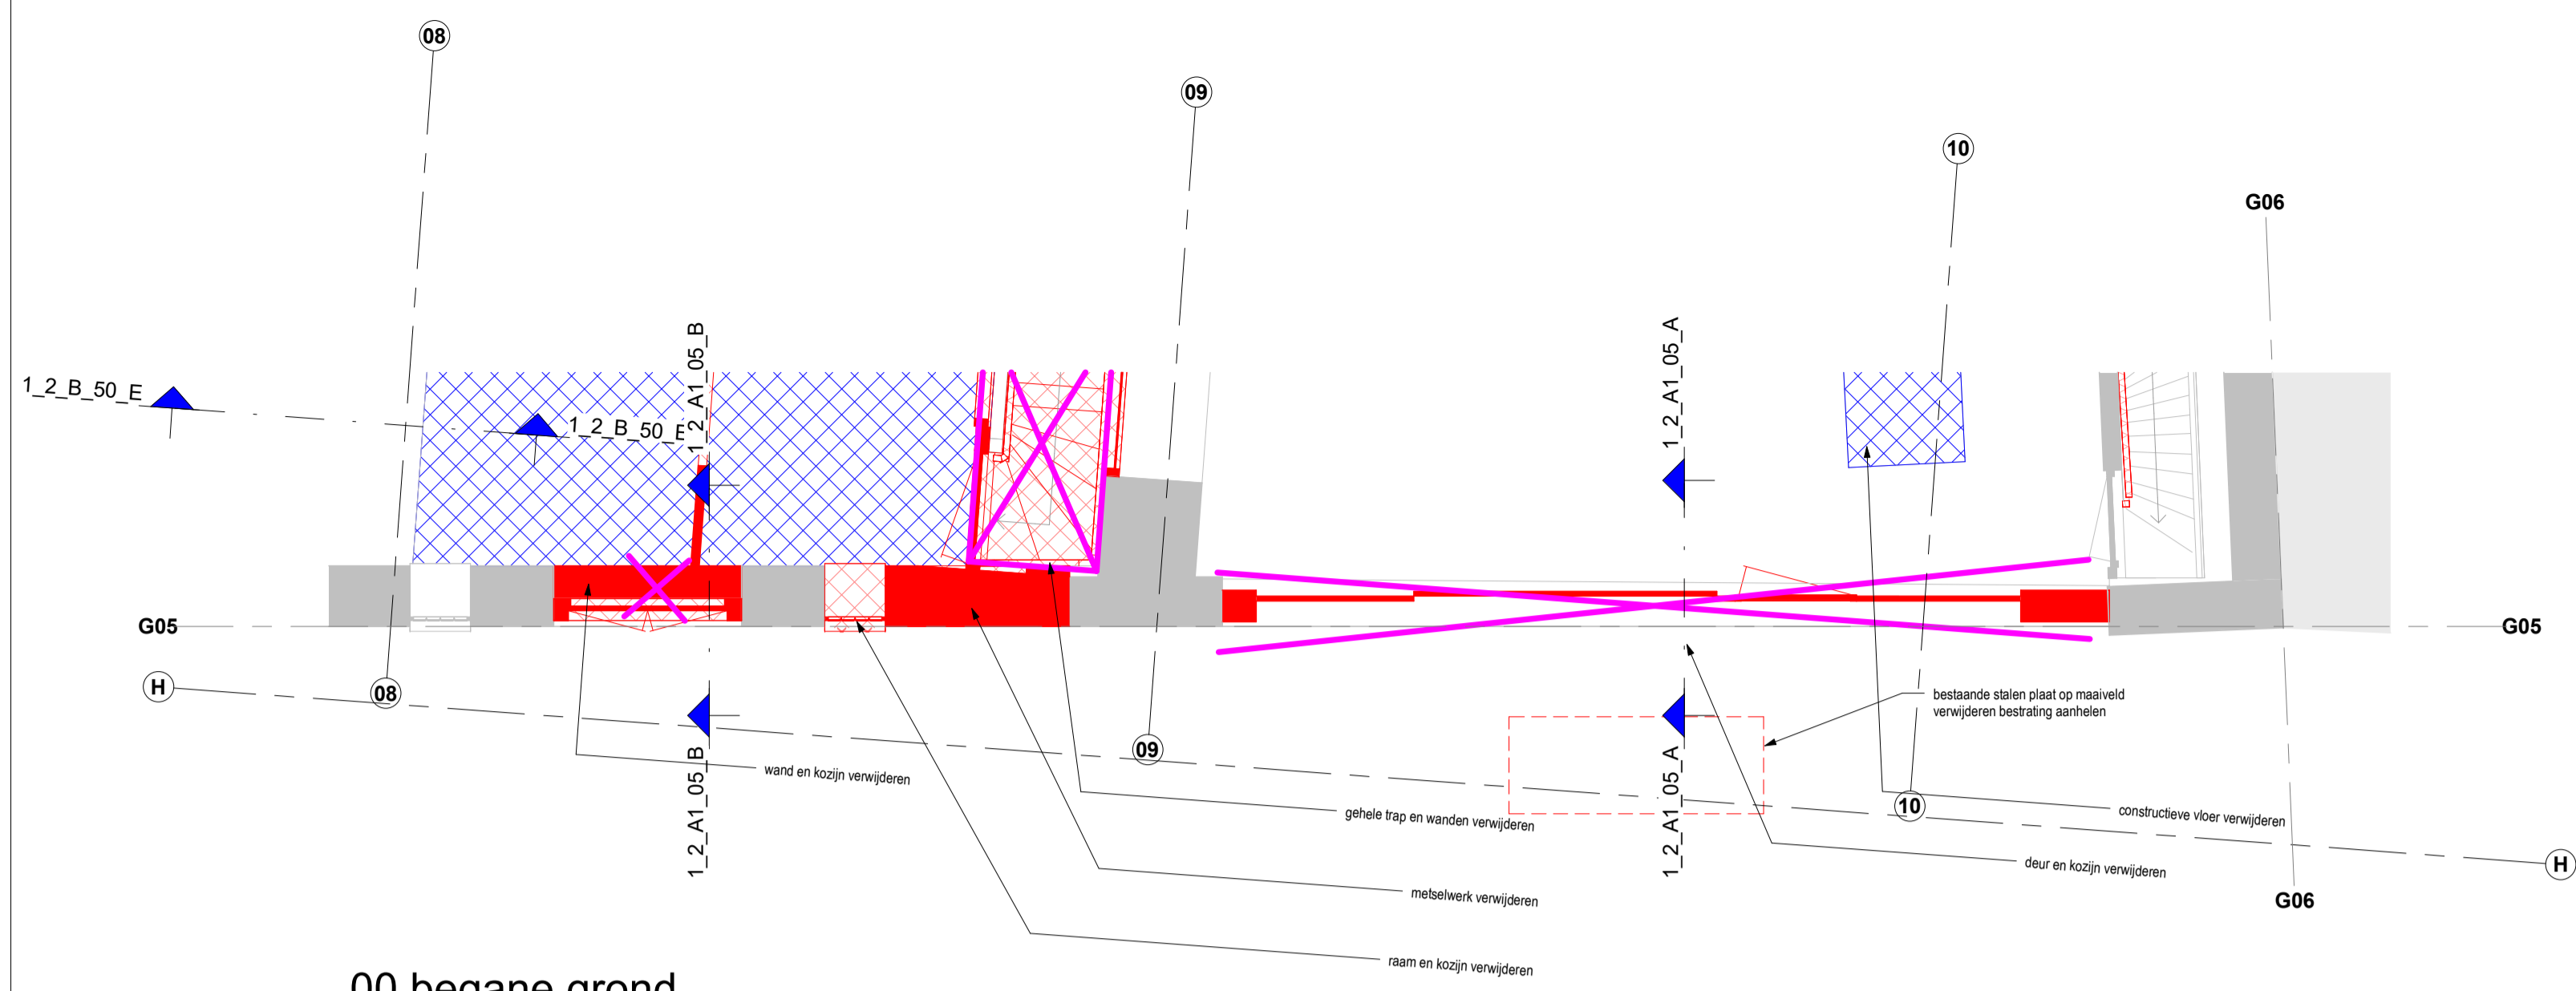 08
09
10
G06
1_2_B_50_E
1_2_B_50_E
1_2_A1_05_B
1_2_A1_05_A
G05
G05
H
08
09
10
bestaande stalen plaat op maaiveld
verwijderen bestrating aanhelen
wand en kozijn verwijderen
1_2_A1_05_B
1_2_A1_05_A
gehele trap en wanden verwijderen
constructieve vloer verwijderen
deur en kozijn verwijderen
H
metselwerk verwijderen
G06
raam en kozijn verwijderen
00 begane grond